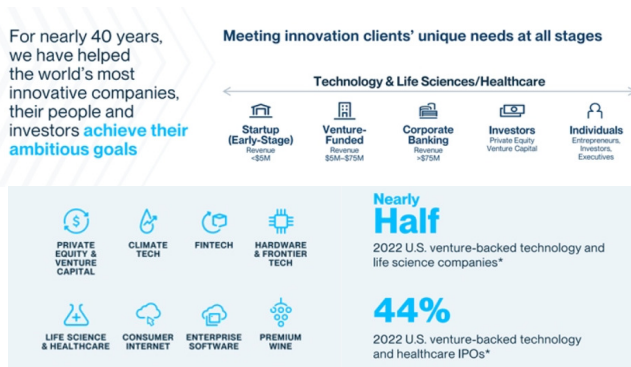 For nearly 40 years,
we have helped
the world's most
innovative companies,
their people and
investors achieve their
ambitious goals
Meeting innovation clients' unique needs at all stages
Technology & Life Sciences/Healthcare
Startup
(Early-Stage)
Revenue
<$5M
Venture-
Funded
Revenue
$5M–$75M
Corporate
Banking
Revenue
>$75M
Investors
Private Equity
Venture Capital
Individuals
Entrepreneurs,
Investors,
Executives
PRIVATE
EQUITY &
VENTURE
CAPITAL
CLIMATE
TECH
FINTECH
HARDWARE
& FRONTIER
TECH
LIFE SCIENCE
& HEALTHCARE
CONSUMER
INTERNET
ENTERPRISE
SOFTWARE
PREMIUM
WINE
Nearly
Half
2022 U.S. venture-backed technology and
life science companies*
44%
2022 U.S. venture-backed technology
and healthcare IPOs*